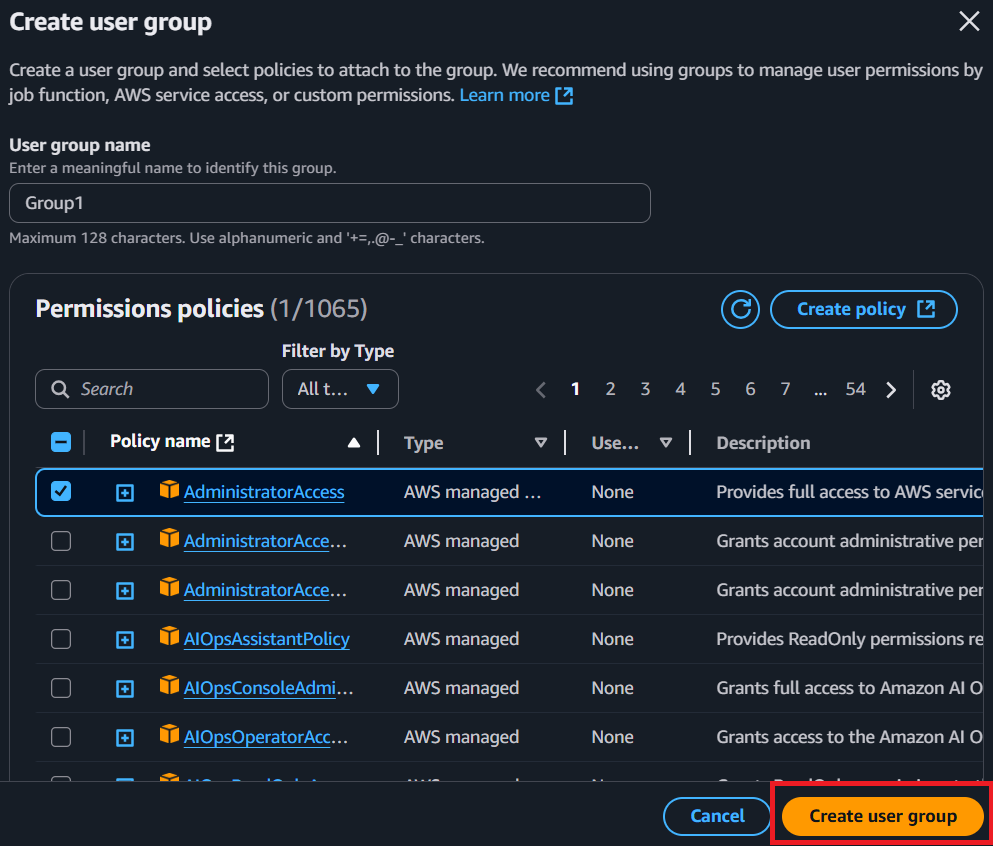 Create user group
Create a user group and select policies to attach to the group. We recommend using groups to manage user permissions by
job function, AWS service access, or custom permissions. Learn more
User group name
Enter a meaningful name to identify this group.
Group1
Maximum 128 characters. Use alphanumeric and '+=,.@-_' characters.
Permissions policies (1/1065)
Create policy
Filter by Type
Search
All t...
1 2 3 4 5 6 7 ... 54
Policy name Type Use... Description
AdministratorAccess AWS managed ... None Provides full access to AWS servic
AdministratorAcce... AWS managed None Grants account administrative per
AdministratorAcce... AWS managed None Grants account administrative per
AIOpsAssistantPolicy AWS managed None Provides ReadOnly permissions re
AIOpsConsoleAdmi... AWS managed None Grants full access to Amazon AI O
AIOpsOperatorAcc... AWS managed None Grants access to the Amazon AI O
Cancel
Create user group